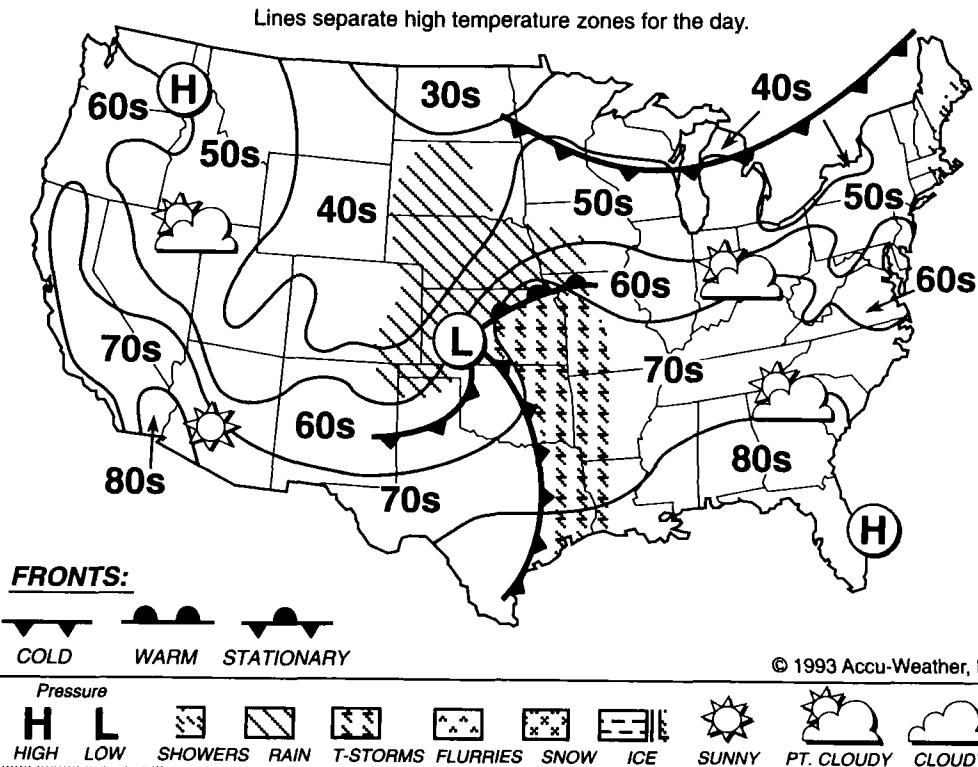 Lines separate high temperature zones for the day.
H
60s
30s
40s
50s
40s
50s
50s
60s
60s
L
70s
70s
60s
80s
80s
70s
H
FRONTS:
COLD WARM STATIONARY
© 1993 Accu-Weather,
Pressure
H L
HIGH LOW SHOWERS RAIN T-STORMS FLURRIES SNOW ICE SUNNY PT. CLOUDY CLOUD